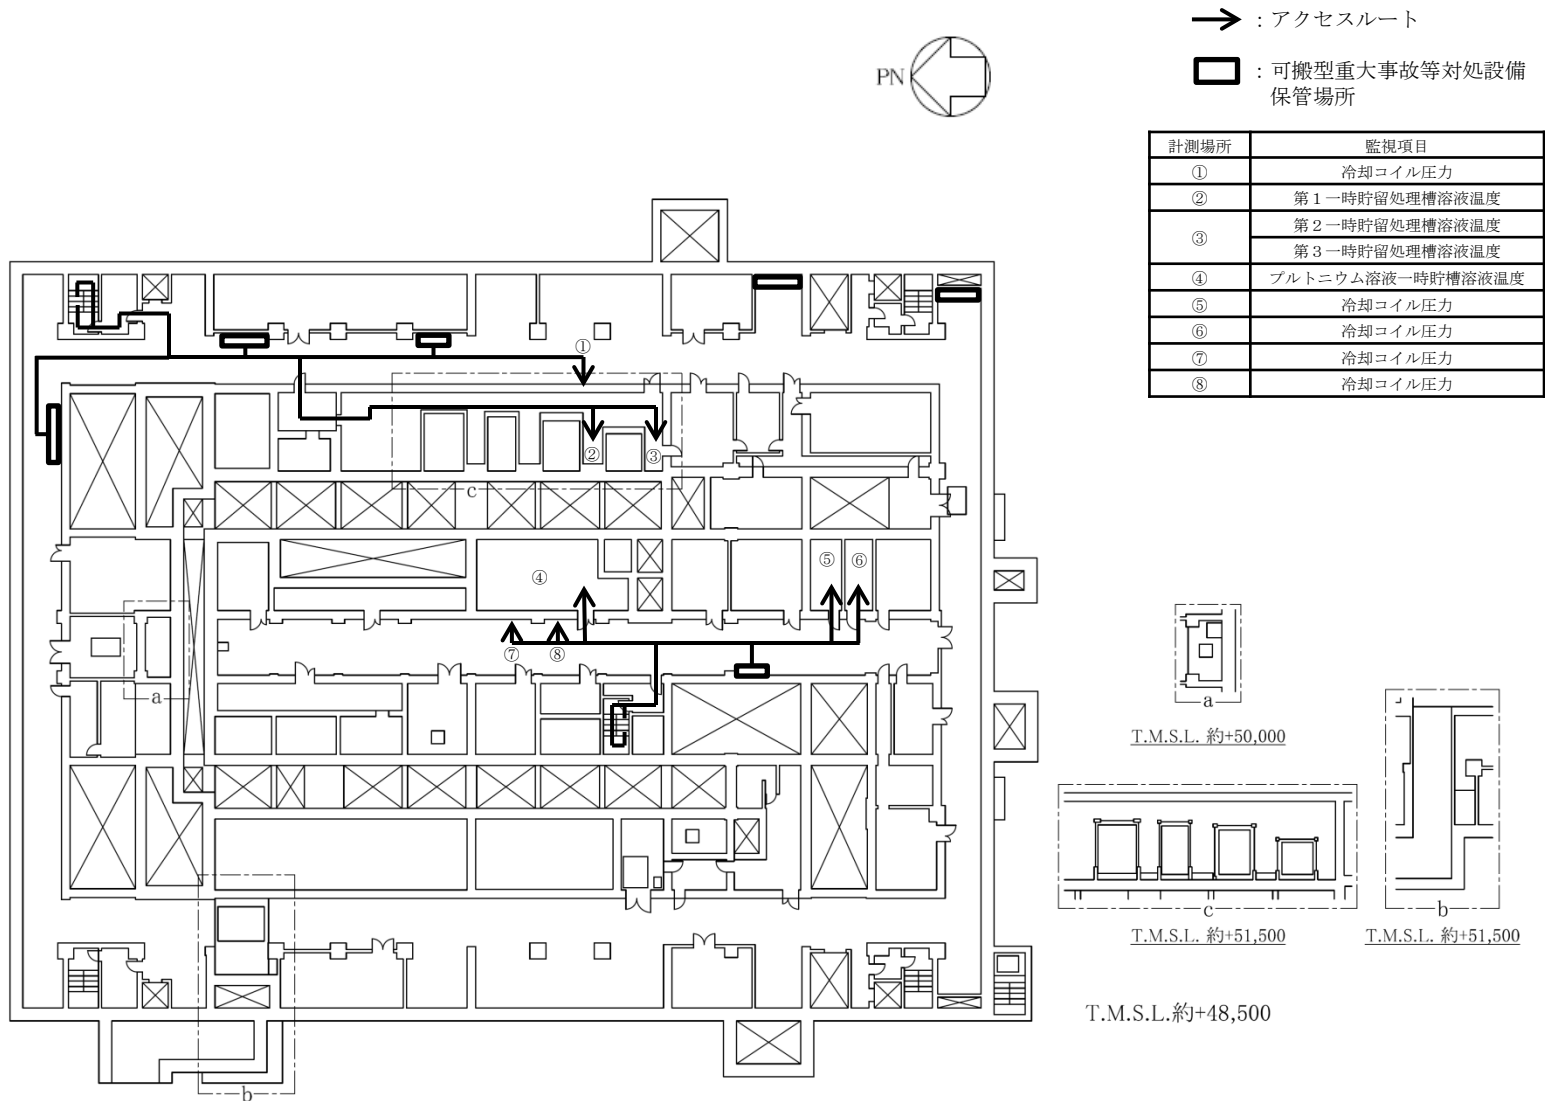 ：アクセスルート
PN
：可搬型重大事故等対処設備
保管場所
計測場所 監視項目
① 冷却コイル圧力
② 第１一時貯留処理槽溶液温度
③ 第２一時貯留処理槽溶液温度
第３一時貯留処理槽溶液温度
④ プルトニウム溶液一時貯槽溶液温度
⑤ 冷却コイル圧力
⑥ 冷却コイル圧力
⑦ 冷却コイル圧力
⑧ 冷却コイル圧力
①
② ③
c
④ ⑤ ⑥
⑦ ⑧
a
b
a
T.M.S.L. 約+50,000
c
T.M.S.L. 約+51,500
b
T.M.S.L. 約+51,500
T.M.S.L.約+48,500